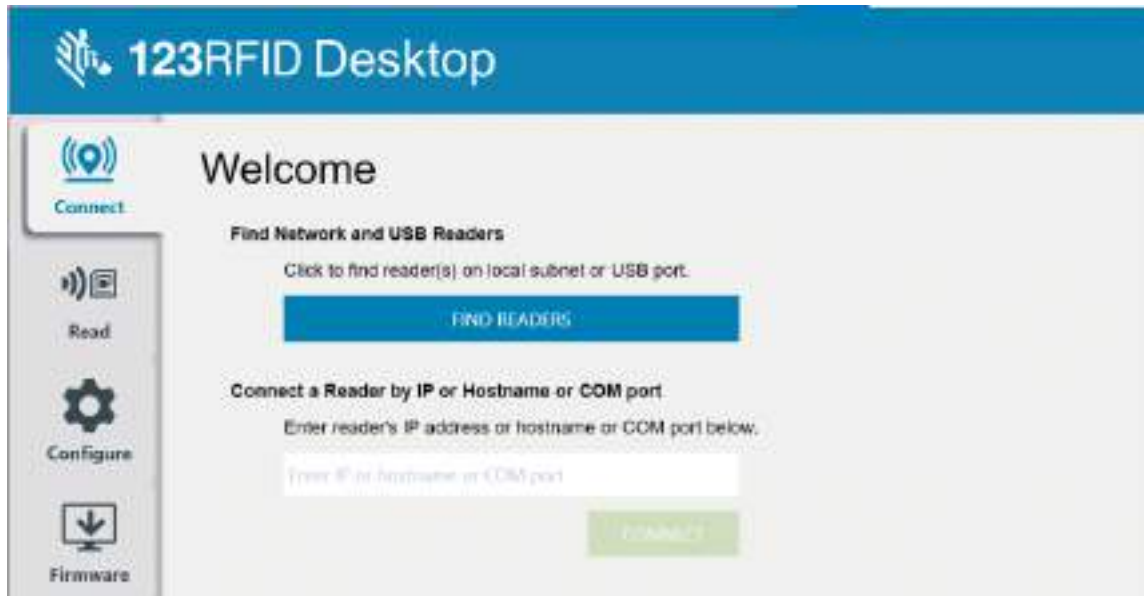 123RFID Desktop
Connect
Welcome
Find Network and USB Readers
Click to find reader(s) on local subnet or USB port.
FIND READERS
Read
Connect a Reader by IP or Hostname or COM port
Enter reader's IP address or hostname or COM port below.
Configure
Enter IP or hostname or COM port
CONNECT
Firmware